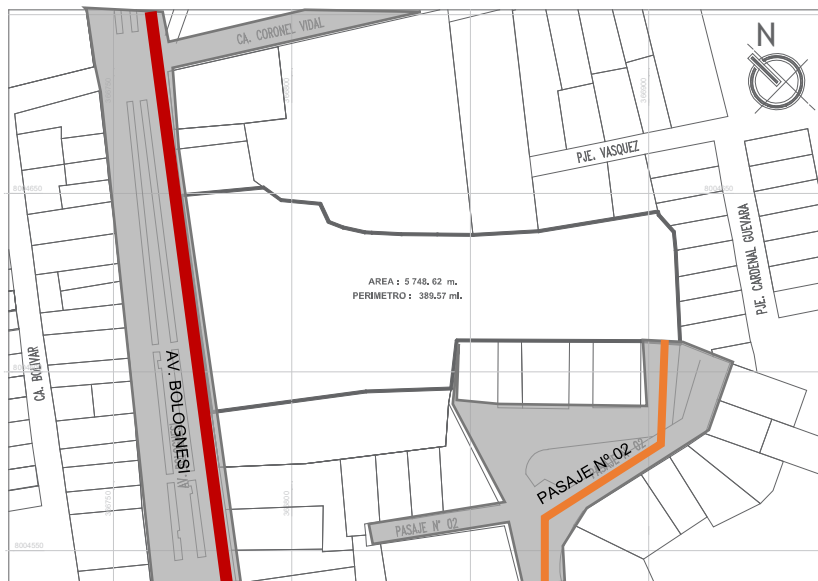 CA. CORONEL VIDAL
N
PJE. VASQUEZ
8004650
8004650
PJE. CARDENAL GUEVARA
AREA : 5 748. 62 m.
PERIMETRO : 389.57 ml.
CA. BOLIVAR
AV. BOLOGNESI
PASAJE Nº 02
PASAJE N° 02
8004550